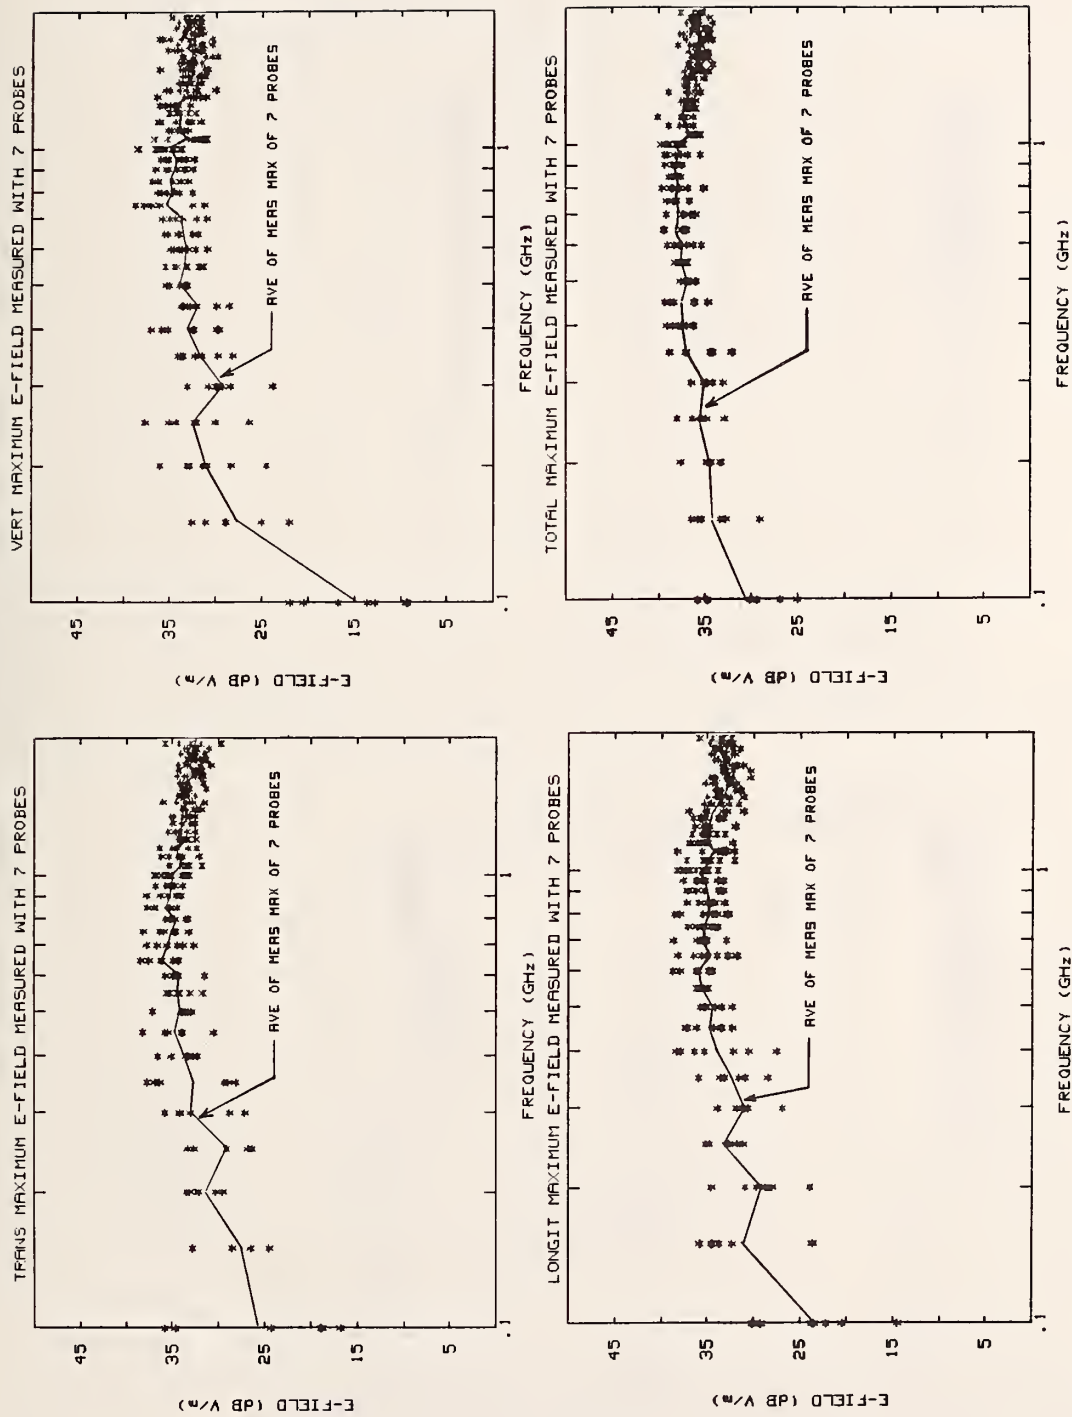 TRANS MAXIMUM E-FIELD MEASURED WITH 7 PROBES
E-FIELD (dB V/m)
45
35
25
15
5
AVE OF MEAS MAX OF 7 PROBES
.1
1
FREQUENCY (GHz)
VERT MAXIMUM E-FIELD MEASURED WITH 7 PROBES
E-FIELD (dB V/m)
45
35
25
15
5
AVE OF MEAS MAX OF 7 PROBES
.1
1
FREQUENCY (GHz)
LONGIT MAXIMUM E-FIELD MEASURED WITH 7 PROBES
E-FIELD (dB V/m)
45
35
25
15
5
AVE OF MEAS MAX OF 7 PROBES
.1
1
FREQUENCY (GHz)
TOTAL MAXIMUM E-FIELD MEASURED WITH 7 PROBES
E-FIELD (dB V/m)
45
35
25
15
5
AVE OF MEAS MAX OF 7 PROBES
.1
1
FREQUENCY (GHz)